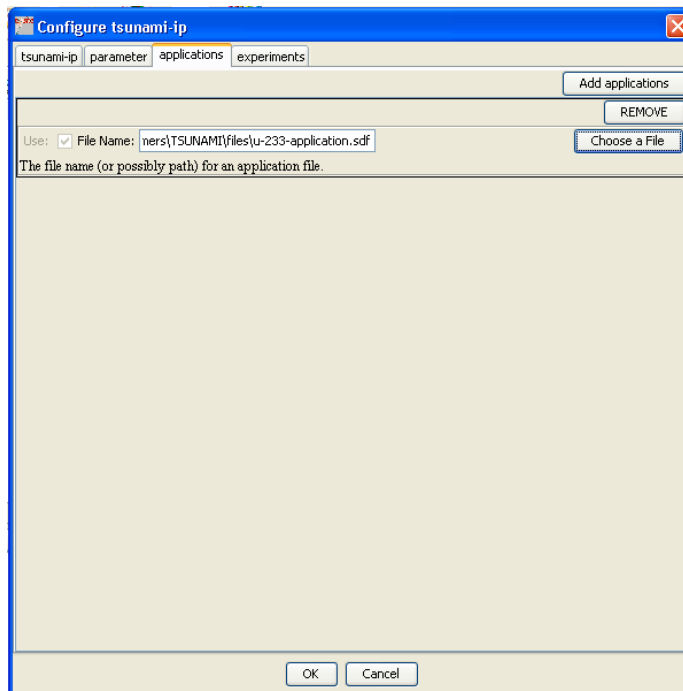 Configure tsunami-ip
tsunami-ip parameter applications experiments
Add applications
REMOVE
Use: File Name: ners\TSUNAMI\files\u-233-application.sdf Choose a File
The file name (or possibly path) for an application file.
OK Cancel